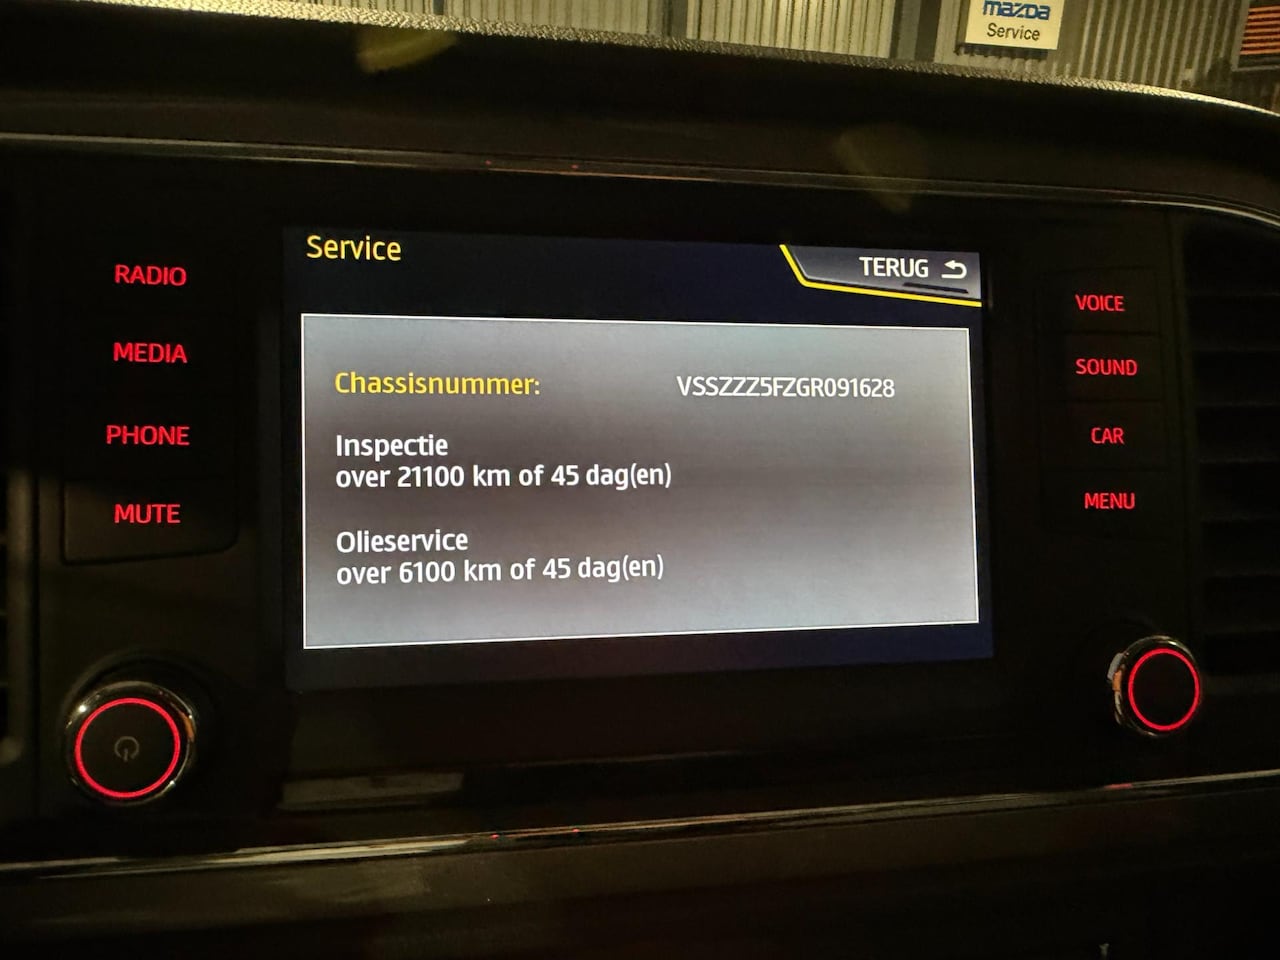 mazda
Service
Service
TERUG
RADIO
MEDIA
PHONE
MUTE
Chassisnummer: VSSZZZ5FZGR091628
Inspectie
over 21100 km of 45 dag(en)
Olieservice
over 6100 km of 45 dag(en)
VOICE
SOUND
CAR
MENU